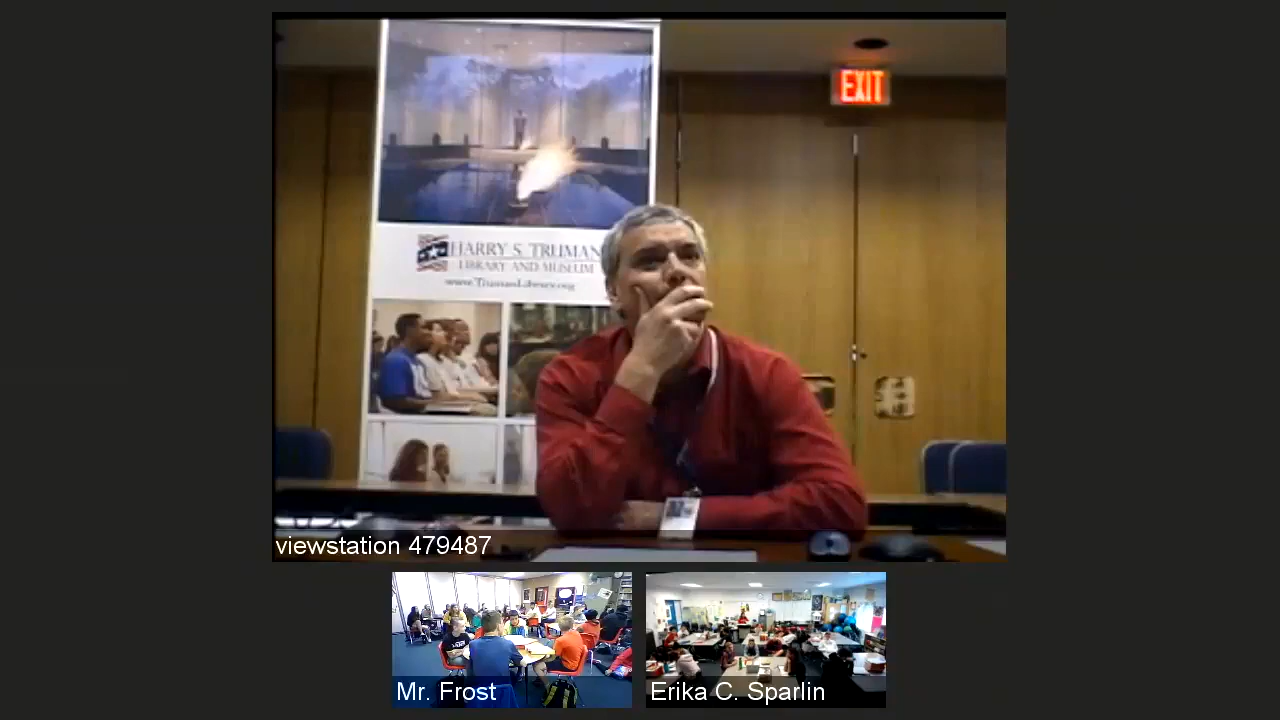 EXIT
HARRY S. TRUMAN
LIBRARY AND MUSEUM
www.TrumanLibrary.org
viewstation 479487
Mr. Frost
Erika C. Sparlin